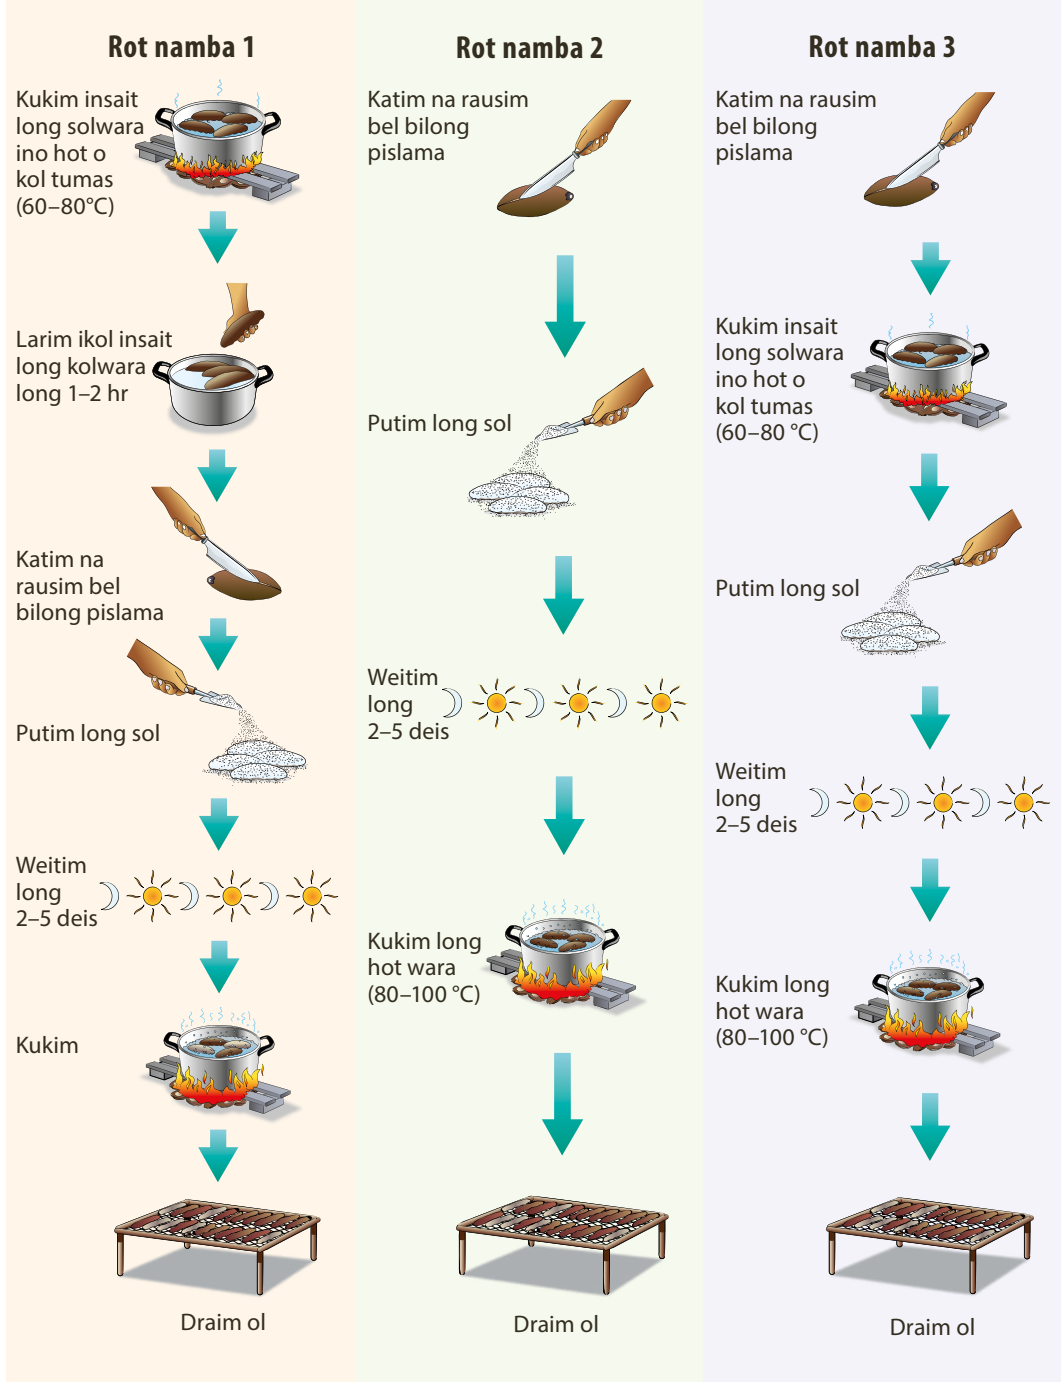 Rot namba 1
Kukim insait
long solwara
ino hot o
kol tumas
(60–80°C)
Larim ikol insait
long kolwara
long 1–2 hr
Katim na
rausim bel
bilong pislama
Putim long sol
Weitim
long
2–5 deis
Kukim
Draim ol
Rot namba 2
Katim na rausim
bel bilong
pislama
Putim long sol
Weitim
long
2–5 deis
Kukim long
hot wara
(80–100 °C)
Draim ol
Rot namba 3
Katim na rausim
bel bilong
pislama
Kukim insait
long solwara
ino hot o
kol tumas
(60–80 °C)
Putim long sol
Weitim
long
2–5 deis
Kukim long
hot wara
(80–100 °C)
Draim ol